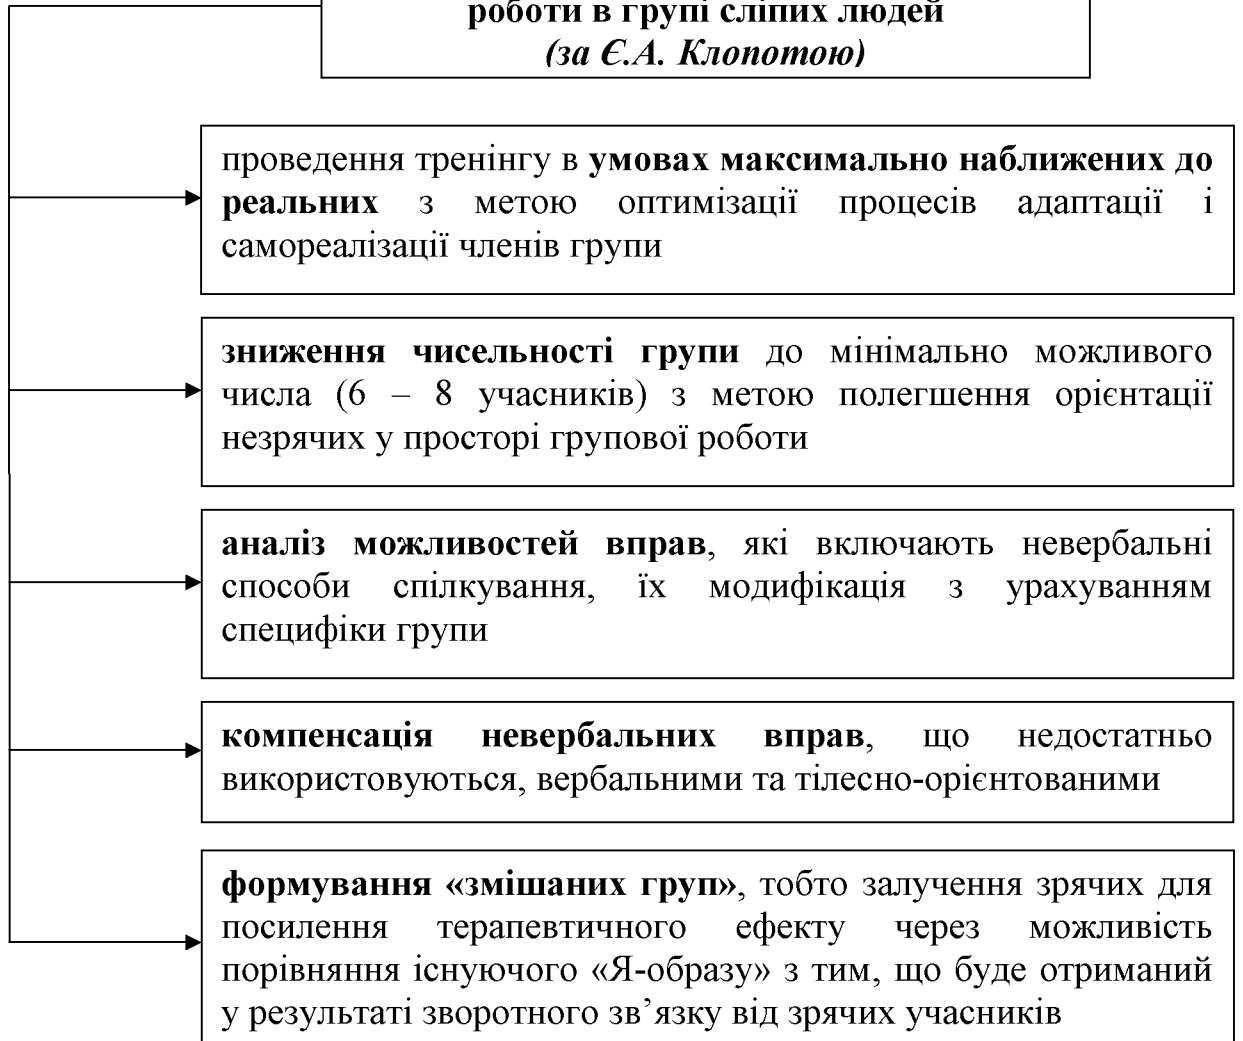 роботи в групі сліпих людей
(за Є.А. Клопотою)
проведення тренінгу в умовах максимально наближених до
реальних з метою оптимізації процесів адаптації і
самореалізації членів групи
зниження чисельності групи до мінімально можливого
числа (6 – 8 учасників) з метою полегшення орієнтації
незрячих у просторі групової роботи
аналіз можливостей вправ, які включають невербальні
способи спілкування, їх модифікація з урахуванням
специфіки групи
компенсація невербальних вправ, що недостатньо
використовуються, вербальними та тілесно-орієнтованими
формування «змішаних груп», тобто залучення зрячих для
посилення терапевтичного ефекту через можливість
порівняння існуючого «Я-образу» з тим, що буде отриманий
у результаті зворотного зв’язку від зрячих учасників